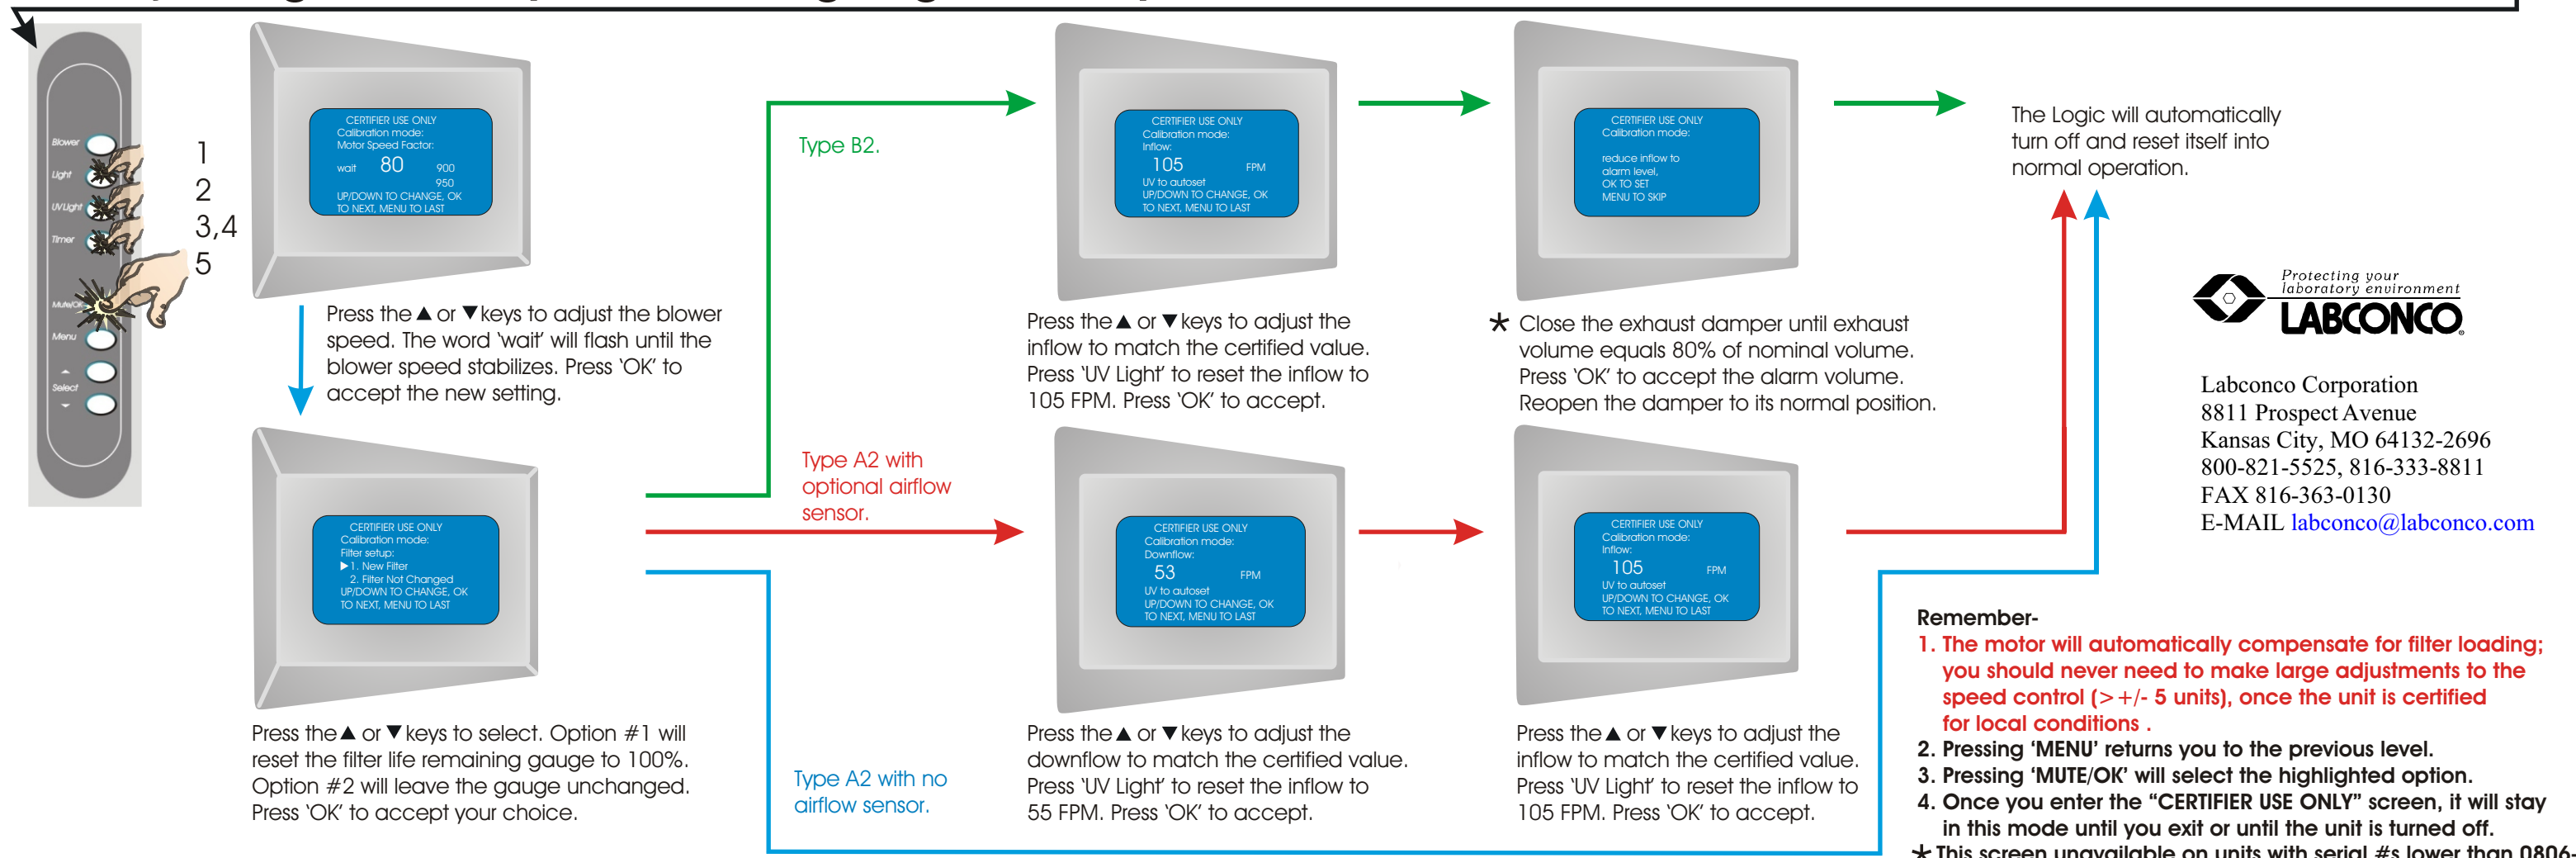 Blower
Light
UV Light
Timer
Mute/OK
Menu
Select
1
2
3,4
5
CERTIFIER USE ONLY
Calibration mode:
Motor Speed Factor:
wait 80 900
950
UP/DOWN TO CHANGE, OK
TO NEXT, MENU TO LAST
Press the ▲ or ▼ keys to adjust the blower
speed. The word 'wait' will flash until the
blower speed stabilizes. Press 'OK' to
accept the new setting.
CERTIFIER USE ONLY
Calibration mode:
Filter setup:
▶ 1. New Filter
2. Filter Not Changed
UP/DOWN TO CHANGE, OK
TO NEXT, MENU TO LAST
Press the ▲ or ▼ keys to select. Option #1 will
reset the filter life remaining gauge to 100%.
Option #2 will leave the gauge unchanged.
Press 'OK' to accept your choice.
Type B2.
CERTIFIER USE ONLY
Calibration mode:
Inflow:
105 FPM
UV to autoset
UP/DOWN TO CHANGE, OK
TO NEXT, MENU TO LAST
Press the ▲ or ▼ keys to adjust the
inflow to match the certified value.
Press 'UV Light' to reset the inflow to
105 FPM. Press 'OK' to accept.
CERTIFIER USE ONLY
Calibration mode:
reduce inflow to
alarm level,
OK TO SET
MENU TO SKIP
* Close the exhaust damper until exhaust
volume equals 80% of nominal volume.
Press 'OK' to accept the alarm volume.
Reopen the damper to its normal position.
Type A2 with
optional airflow
sensor.
CERTIFIER USE ONLY
Calibration mode:
Downflow:
53 FPM
UV to autoset
UP/DOWN TO CHANGE, OK
TO NEXT, MENU TO LAST
Press the ▲ or ▼ keys to adjust the
downflow to match the certified value.
Press 'UV Light' to reset the inflow to
55 FPM. Press 'OK' to accept.
CERTIFIER USE ONLY
Calibration mode:
Inflow:
105 FPM
UV to autoset
UP/DOWN TO CHANGE, OK
TO NEXT, MENU TO LAST
Press the ▲ or ▼ keys to adjust the
inflow to match the certified value.
Press 'UV Light' to reset the inflow to
105 FPM. Press 'OK' to accept.
Type A2 with no
airflow sensor.
The Logic will automatically
turn off and reset itself into
normal operation.
Protecting your
laboratory environment
LABCONCO®
Labconco Corporation
8811 Prospect Avenue
Kansas City, MO 64132-2696
800-821-5525, 816-333-8811
FAX 816-363-0130
E-MAIL labconco@labconco.com
Remember-
1. The motor will automatically compensate for filter loading;
you should never need to make large adjustments to the
speed control (>+/- 5 units), once the unit is certified
for local conditions .
2. Pressing 'MENU' returns you to the previous level.
3. Pressing 'MUTE/OK' will select the highlighted option.
4. Once you enter the "CERTIFIER USE ONLY" screen, it will stay
in this mode until you exit or until the unit is turned off.
* This screen unavailable on units with serial #s lower than 0806-